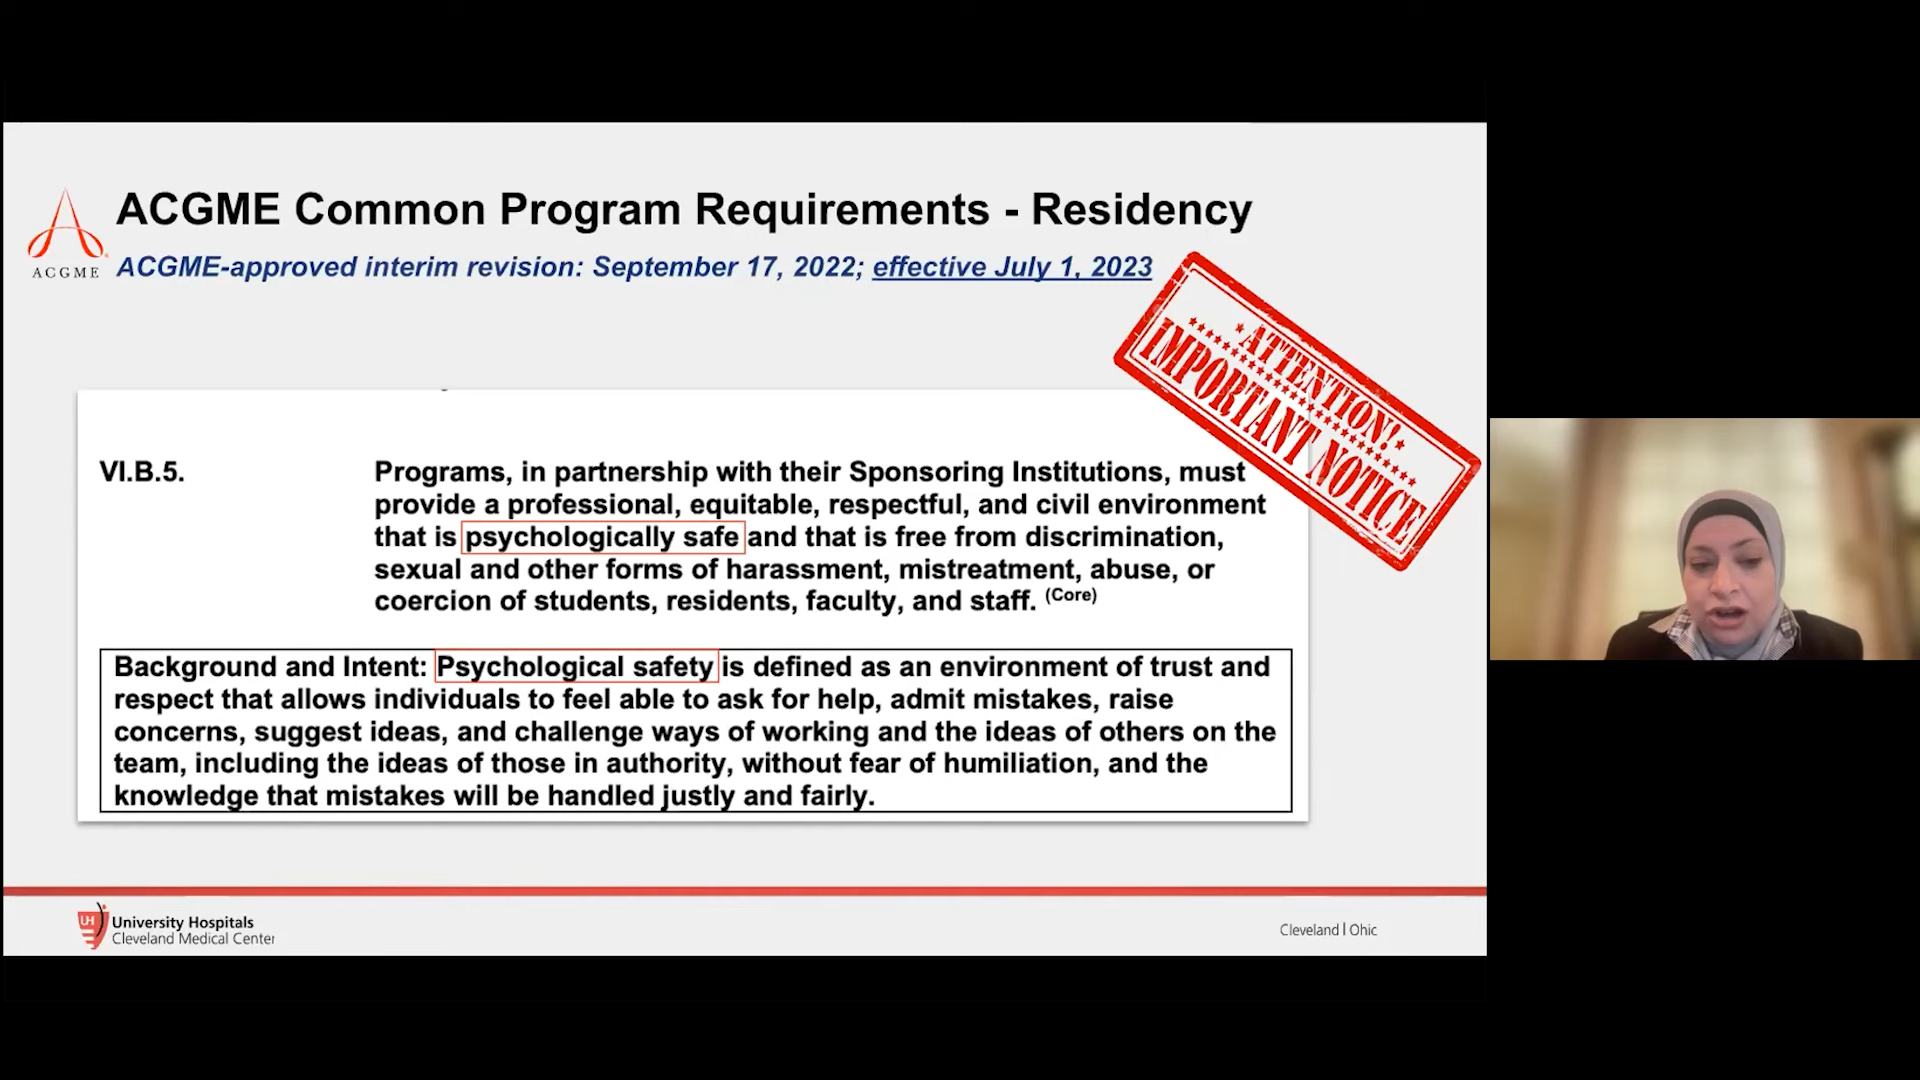 ACGME Common Program Requirements - Residency
ACGME
ACGME-approved interim revision: September 17, 2022; effective July 1, 2023
ATTENTION!
IMPORTANT NOTICE
VI.B.5.
Programs, in partnership with their Sponsoring Institutions, must
provide a professional, equitable, respectful, and civil environment
that is psychologically safe and that is free from discrimination,
sexual and other forms of harassment, mistreatment, abuse, or
coercion of students, residents, faculty, and staff. (Core)
Background and Intent: Psychological safety is defined as an environment of trust and
respect that allows individuals to feel able to ask for help, admit mistakes, raise
concerns, suggest ideas, and challenge ways of working and the ideas of others on the
team, including the ideas of those in authority, without fear of humiliation, and the
knowledge that mistakes will be handled justly and fairly.
UH
University Hospitals
Cleveland Medical Center
Cleveland | Ohic